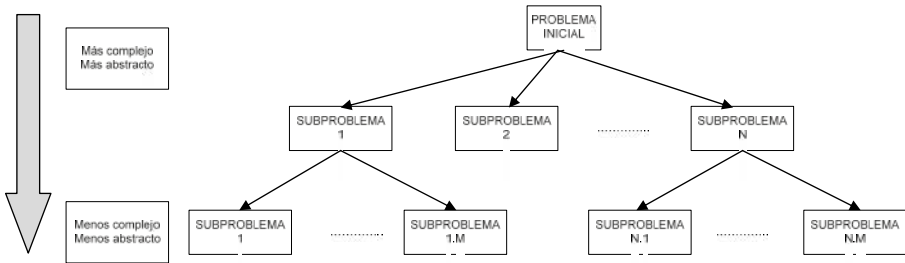 PROBLEMA
INICIAL
Más complejo
Más abstracto
SUBPROBLEMA
1
SUBPROBLEMA
2
..............
SUBPROBLEMA
N
Menos complejo
Menos abstracto
SUBPROBLEMA
1
..............
SUBPROBLEMA
1.M
SUBPROBLEMA
N.1
..............
SUBPROBLEMA
N.M